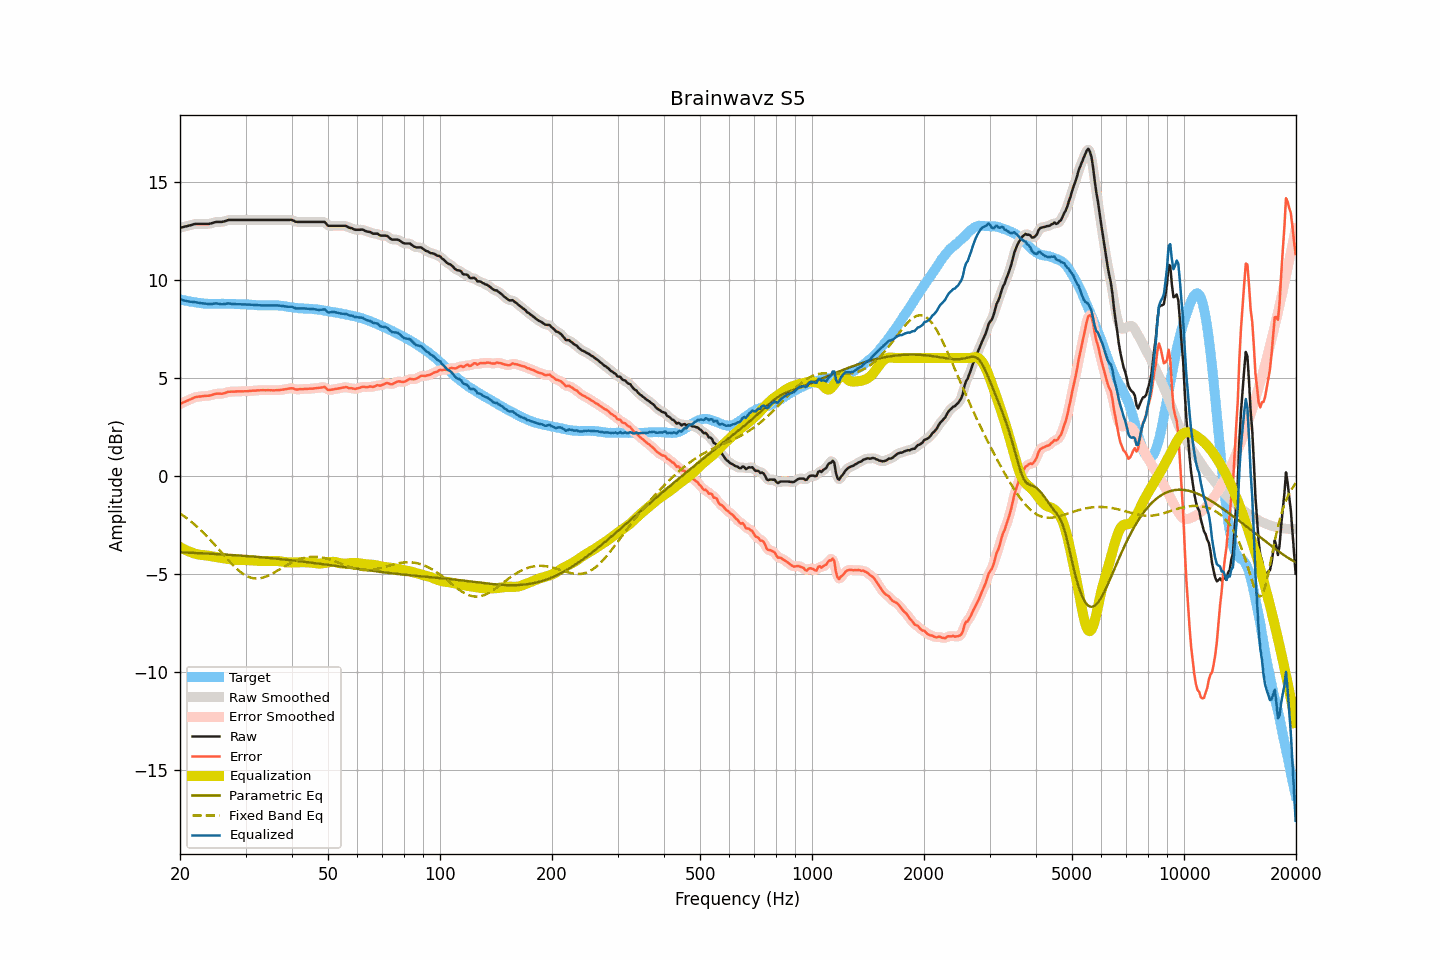 Brainwavz S5
Amplitude (dBr)
15
10
5
0
−5
−10
−15
Target
Raw Smoothed
Error Smoothed
Raw
Error
Equalization
Parametric Eq
Fixed Band Eq
Equalized
20 50 100 200 500 1000 2000 5000 10000 20000
Frequency (Hz)